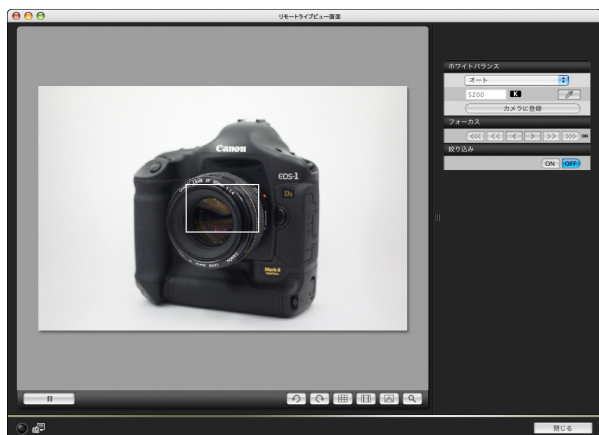 リモートライブビュー画面
ホワイトバランス
オート
5200 K
カメラに登録
フォーカス
<<< << < > >> >>> ∞
絞り込み
ON OFF
Canon
EOS-1
Ds
Mark II
閉じる